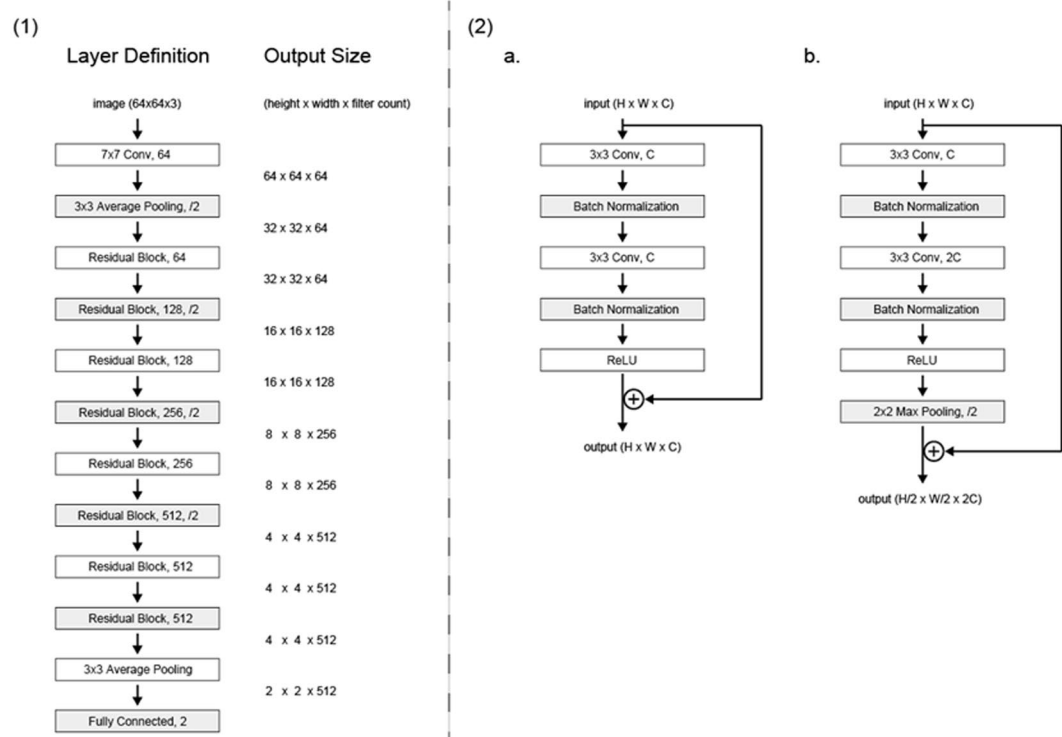 (1)
Layer Definition
Output Size
image (64x64x3)
(height x width x filter count)
7x7 Conv, 64
64 x 64 x 64
3x3 Average Pooling, /2
32 x 32 x 64
Residual Block, 64
32 x 32 x 64
Residual Block, 128, /2
16 x 16 x 128
Residual Block, 128
16 x 16 x 128
Residual Block, 256, /2
8 x 8 x 256
Residual Block, 256
8 x 8 x 256
Residual Block, 512, /2
4 x 4 x 512
Residual Block, 512
4 x 4 x 512
Residual Block, 512
4 x 4 x 512
3x3 Average Pooling
2 x 2 x 512
Fully Connected, 2
(2)
a.
input (H x W x C)
3x3 Conv, C
Batch Normalization
3x3 Conv, C
Batch Normalization
ReLU
output (H x W x C)
b.
input (H x W x C)
3x3 Conv, C
Batch Normalization
3x3 Conv, 2C
Batch Normalization
ReLU
2x2 Max Pooling, /2
output (H/2 x W/2 x 2C)